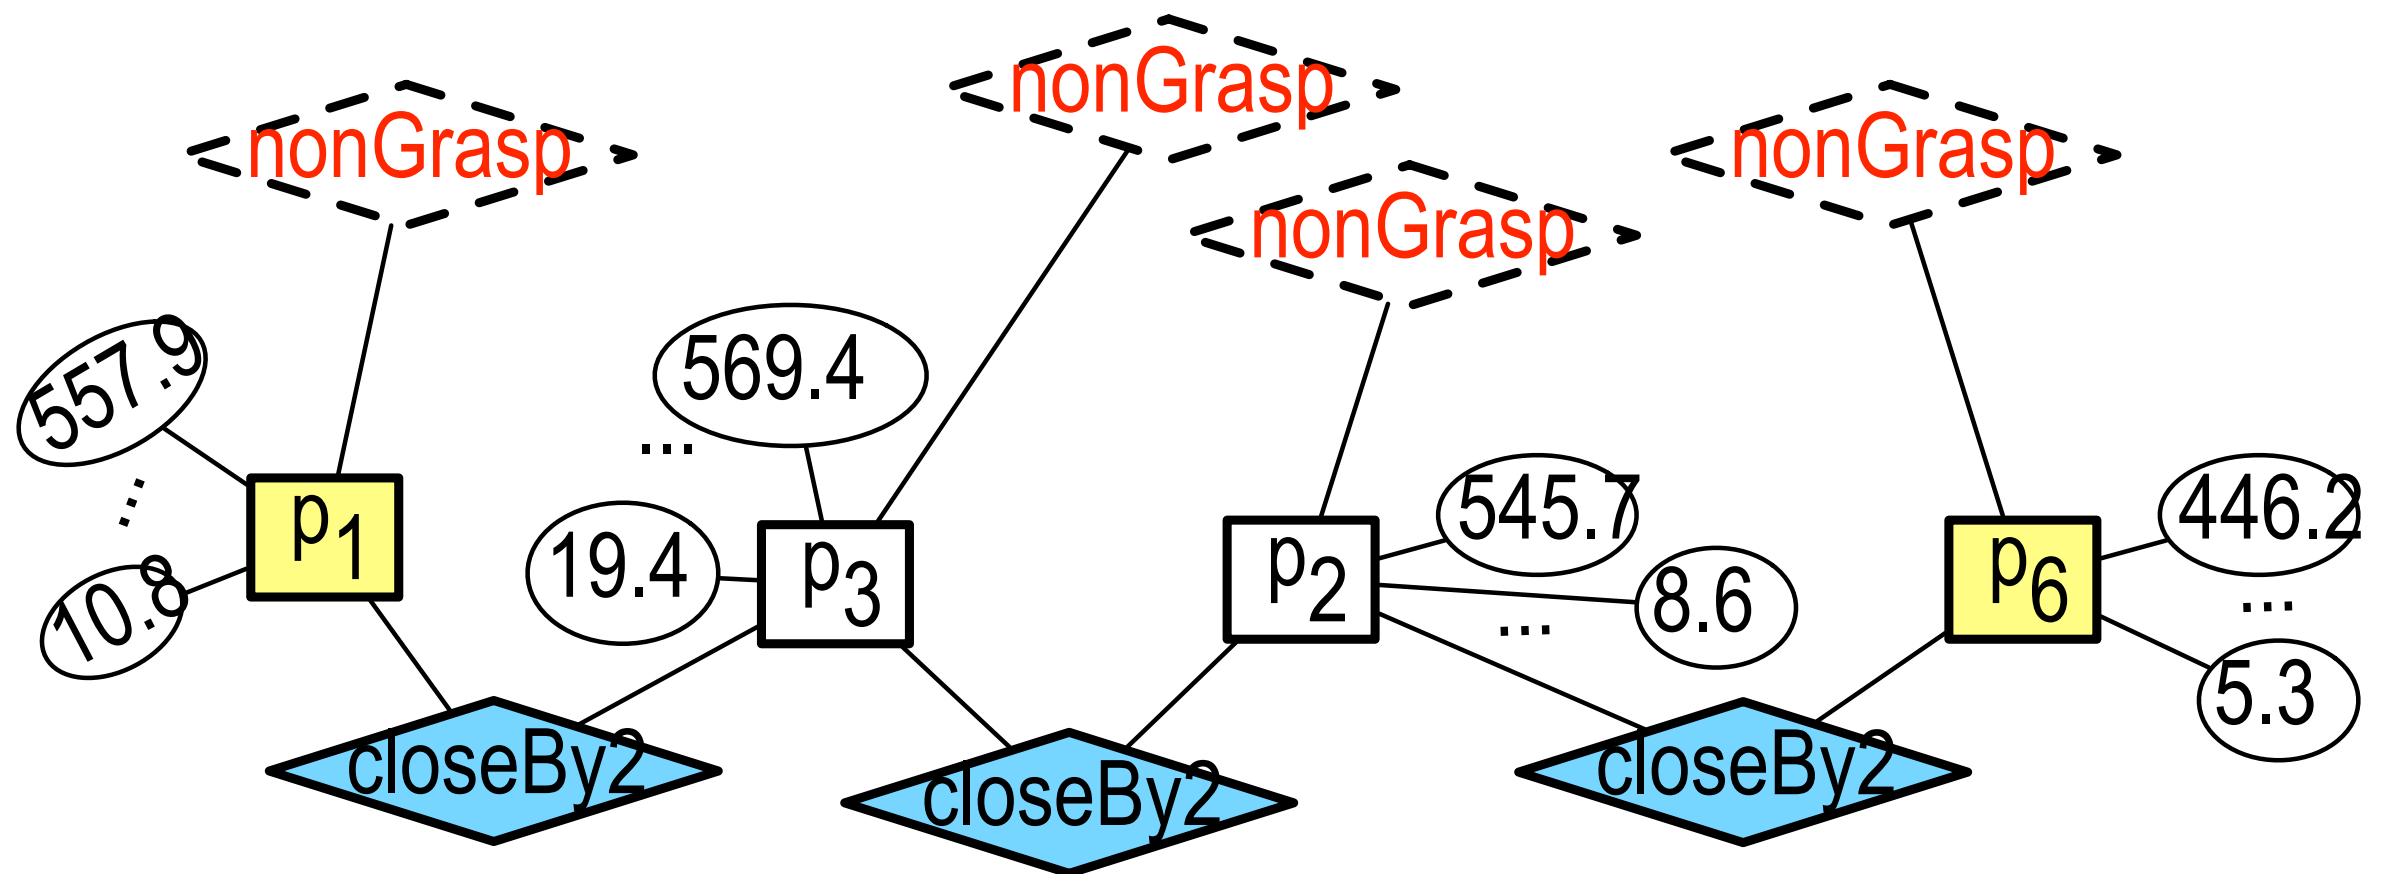 nonGrasp
nonGrasp
nonGrasp
nonGrasp
557.9
...
10.8
p1
569.4
...
19.4
p3
p2
545.7
8.6
...
p6
446.2
...
5.3
closeBy2
closeBy2
closeBy2